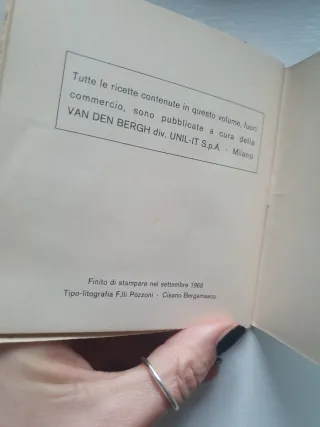 Tutte le ricette contenute in questo volume, fuori
commercio, sono pubblicate a cura della
VAN DEN BERGH div. UNIL-IT S.p.A. - Milano
Finito di stampare nel settembre 1968
Tipo-litografia F.lli Pozzoni - Cisano Bergamasco